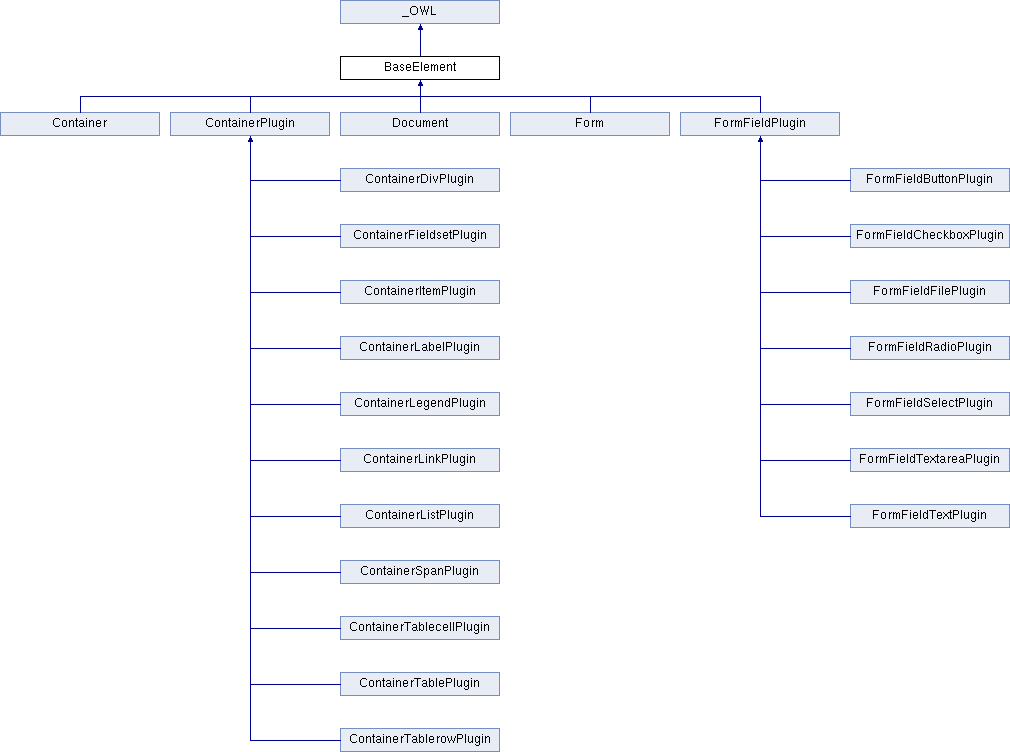 _OWL
BaseElement
Container
ContainerPlugin
Document
Form
FormFieldPlugin
ContainerDivPlugin
FormFieldButtonPlugin
ContainerFieldsetPlugin
FormFieldCheckboxPlugin
ContainerItemPlugin
FormFieldFilePlugin
ContainerLabelPlugin
FormFieldRadioPlugin
ContainerLegendPlugin
FormFieldSelectPlugin
ContainerLinkPlugin
FormFieldTextareaPlugin
ContainerListPlugin
FormFieldTextPlugin
ContainerSpanPlugin
ContainerTablecellPlugin
ContainerTablePlugin
ContainerTablerowPlugin